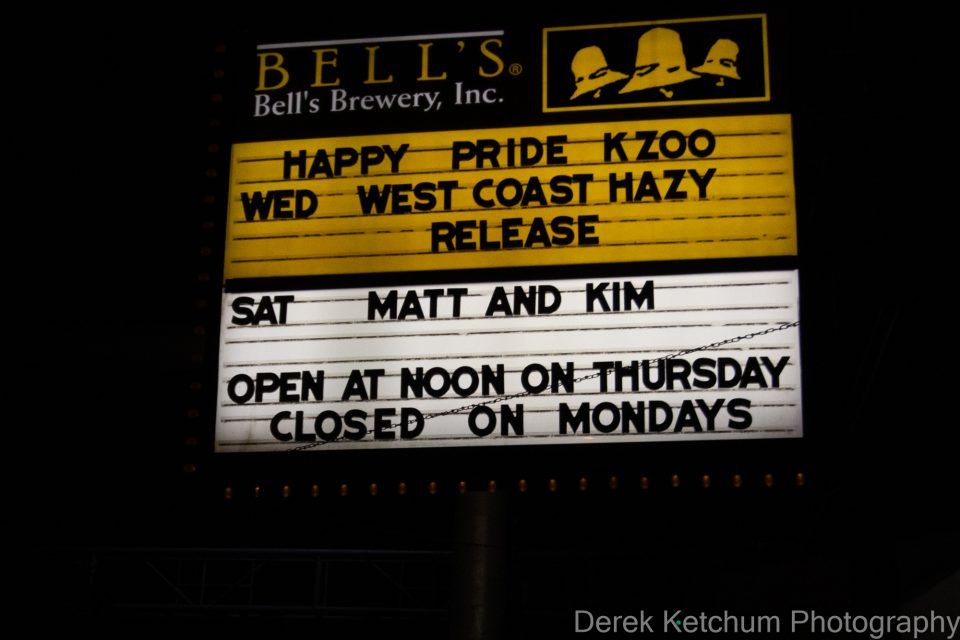 BELL'S®
Bell's Brewery, Inc.
HAPPY PRIDE KZOO
WED WEST COAST HAZY
RELEASE
SAT MATT AND KIM
OPEN AT NOON ON THURSDAY
CLOSED ON MONDAYS
Derek Ketchum Photography